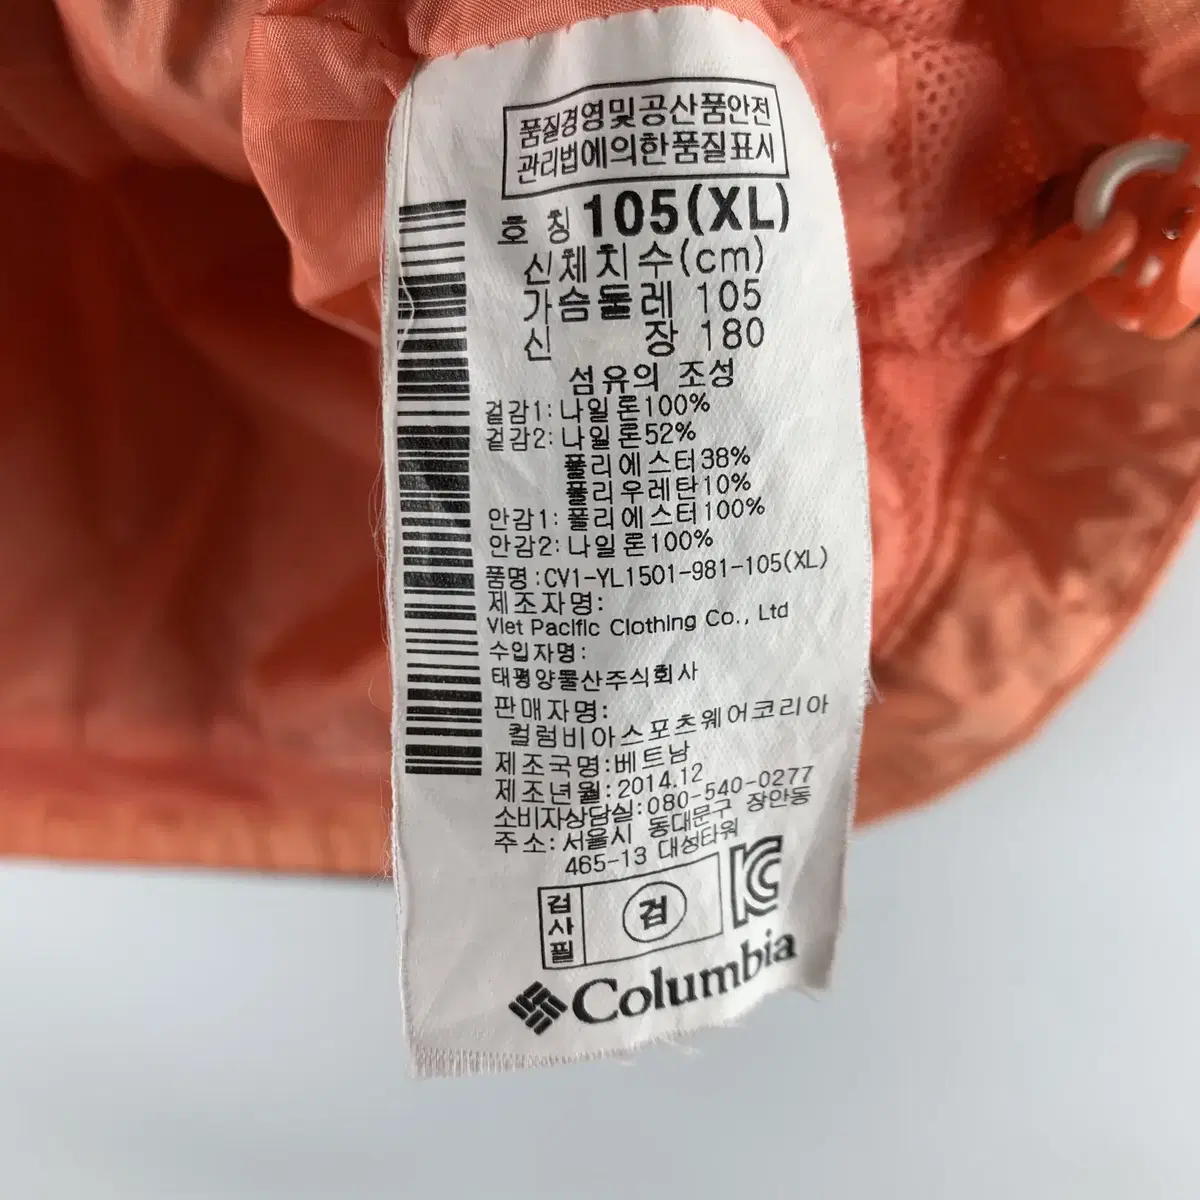 품질경영및공산품안전
관리법에의한품질표시
호 칭 105(XL)
신체치수(cm)
가슴둘레 105
신 장 180
섬유의 조성
겉감1: 나일론100%
겉감2: 나일론52%
폴리에스터38%
폴리우레탄10%
안감1: 폴리에스터100%
안감2: 나일론100%
품명:CV1-YL1501-981-105(XL)
제조자명:
Viet Pacific Clothing Co., Ltd
수입자명:
태평양물산주식회사
판매자명:
컬럼비아스포츠웨어코리아
제조국명:베트남
제조년월:2014.12
소비자상담실:080-540-0277
주소:서울시 동대문구 장안동
465-13 대성타워
검사필 검 KC
Columbia